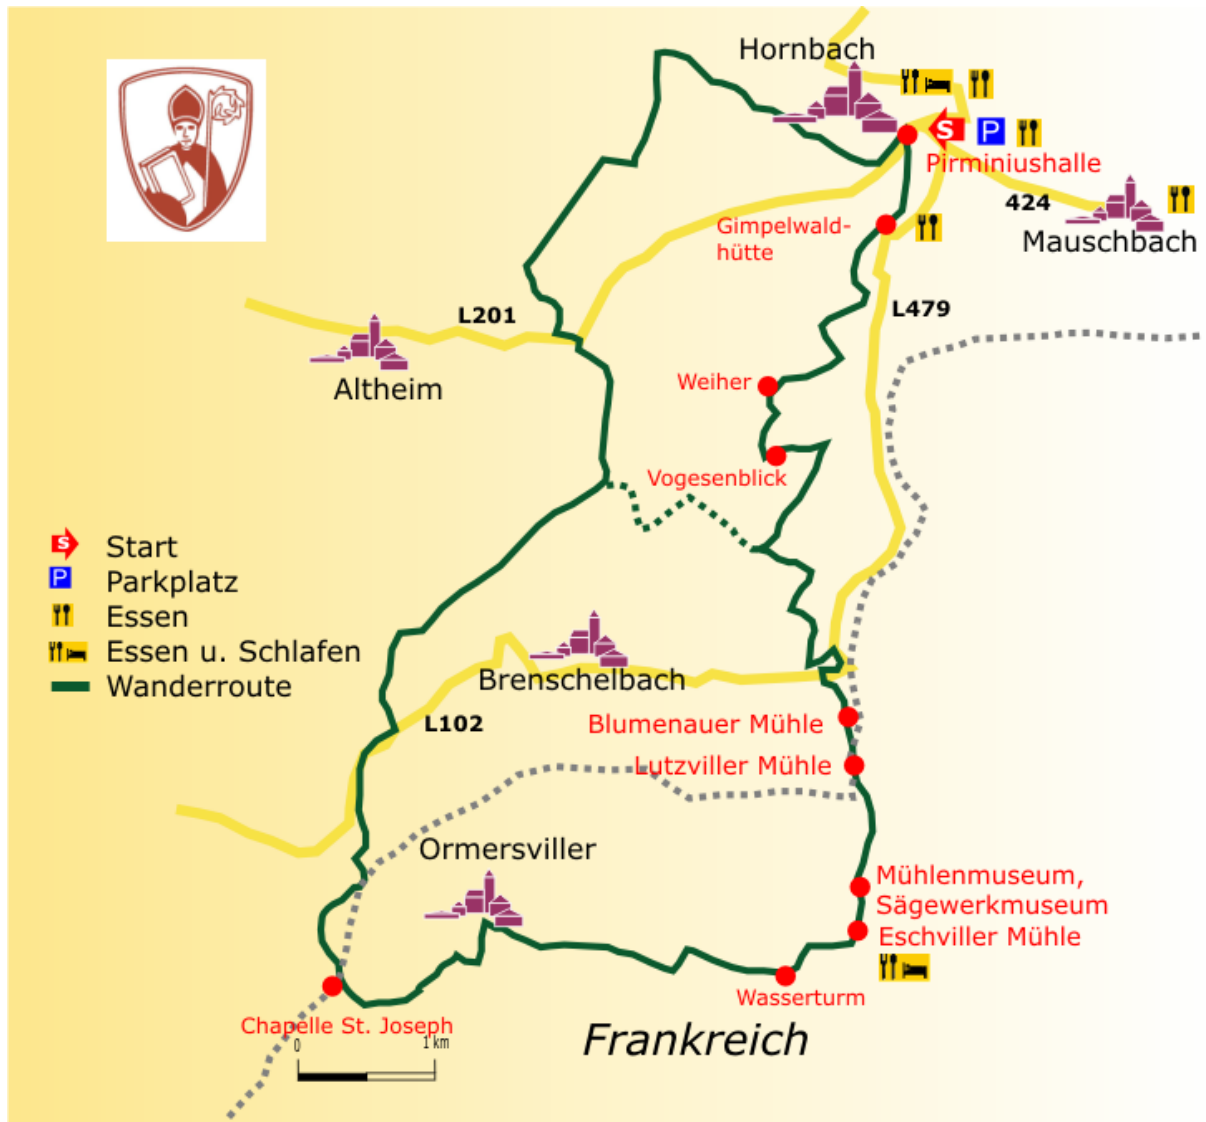 Hornbach
S
P
Pirminiushalle
424
Mauschbach
Gimpelwald-
hütte
L201
L479
Altheim
Weiher
Vogesenblick
S
Start
P
Parkplatz
Essen
Essen u. Schlafen
Wanderroute
Brenschelbach
L102
Blumenauer Mühle
Lutzviller Mühle
Ormersviller
Mühlenmuseum,
Sägewerkmuseum
Eschviller Mühle
Wasserturm
Chapelle St. Joseph
Frankreich
0
1 km